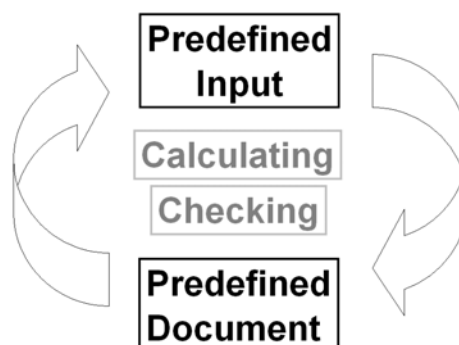 Predefined
Input
Calculating
Checking
Predefined
Document